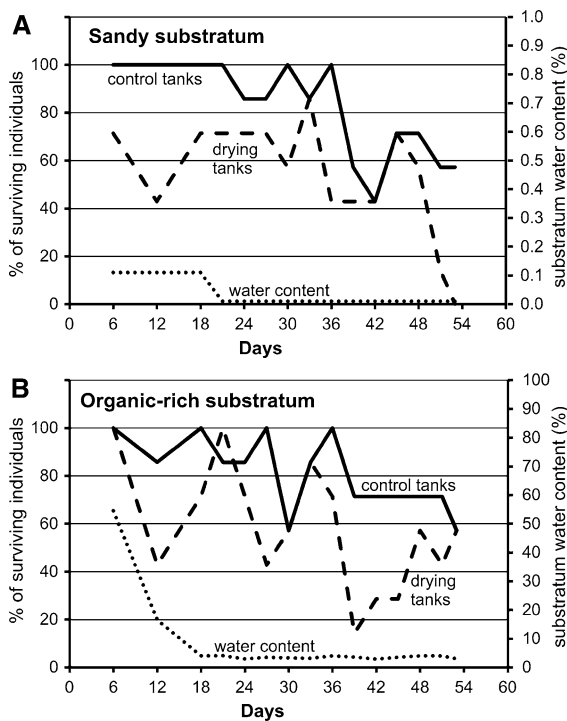 A
Sandy substratum
% of surviving individuals
100
80
60
40
20
0
control tanks
drying
tanks
water content
1.0
0.9
0.8
0.7
0.6
0.5
0.4
0.3
0.2
0.1
0.0
substratum water content (%)
0 6 12 18 24 30 36 42 48 54 60
Days
B
Organic-rich substratum
% of surviving individuals
100
80
60
40
20
0
control tanks
drying
tanks
water content
100
90
80
70
60
50
40
30
20
10
0
substratum water content (%)
0 6 12 18 24 30 36 42 48 54 60
Days